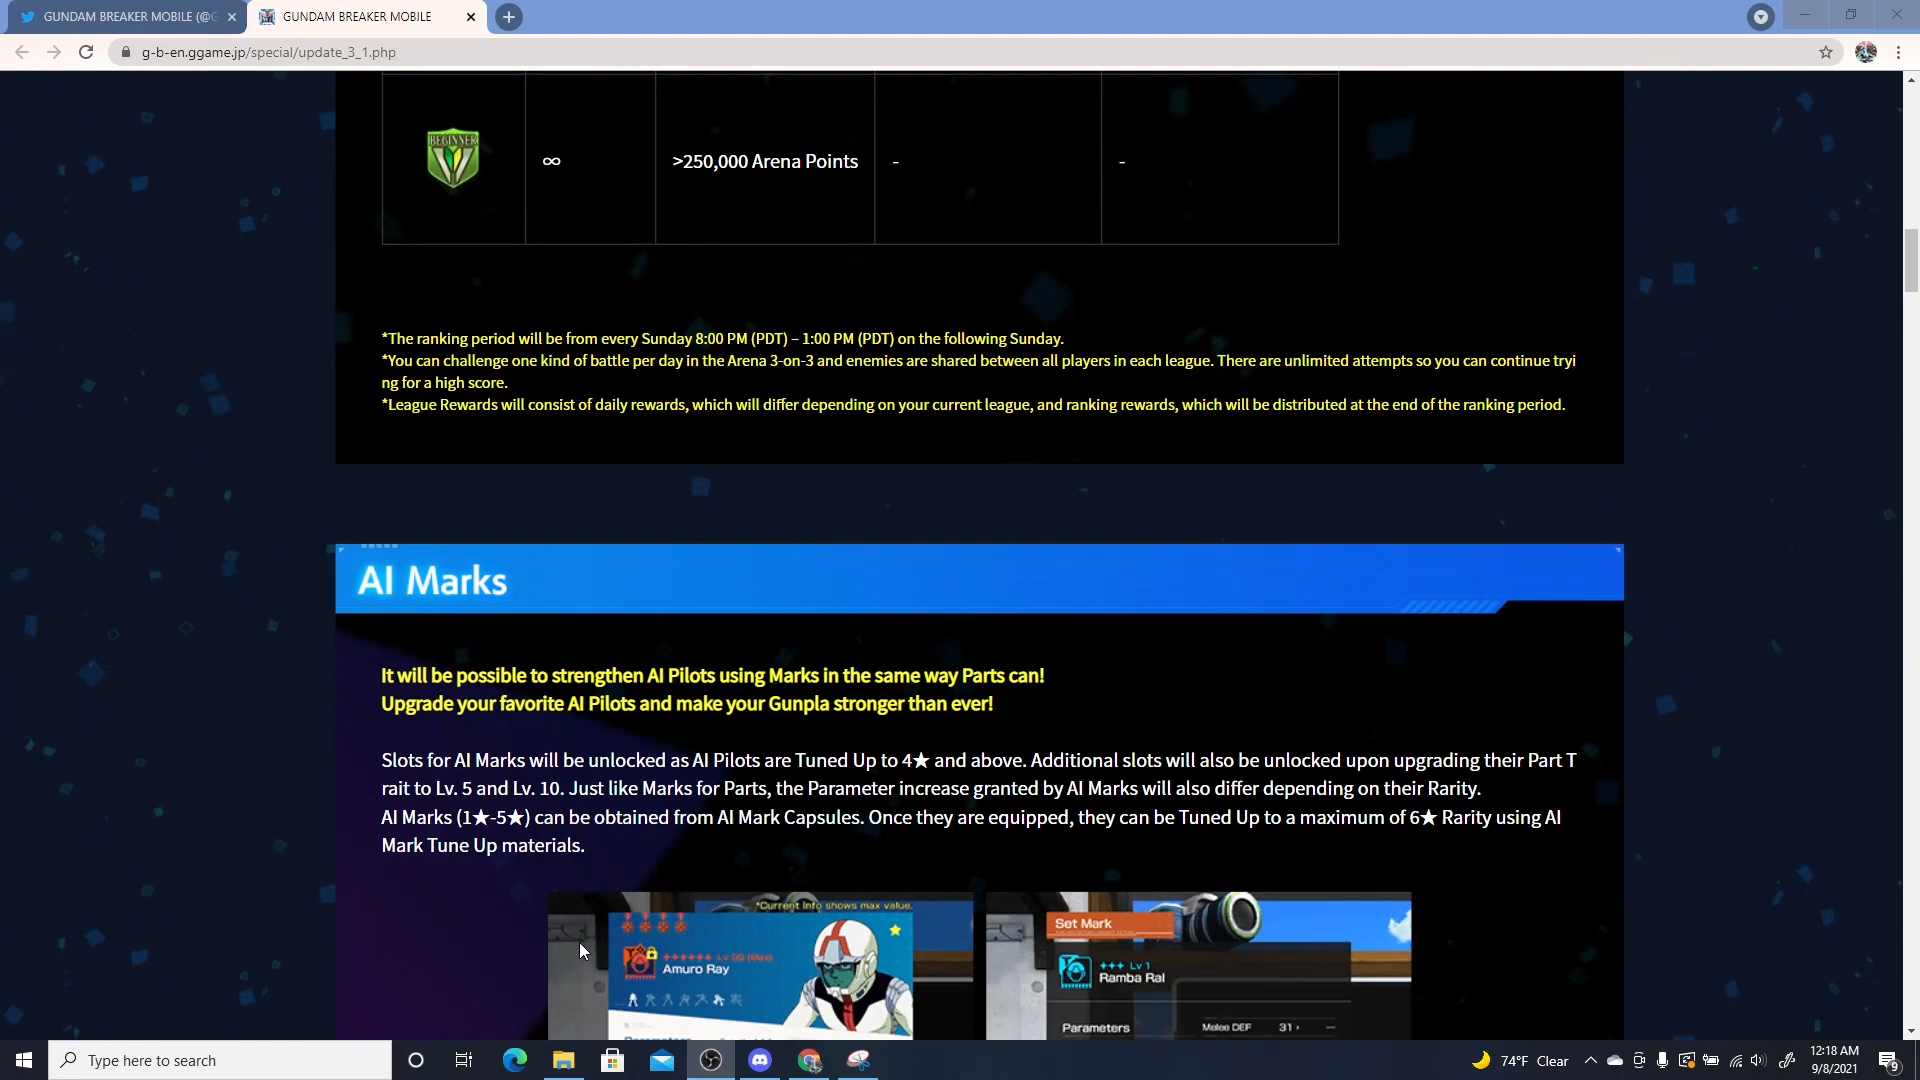 GUNDAM BREAKER MOBILE (@G
GUNDAM BREAKER MOBILE
g-b-en.ggame.jp/special/update_3_1.php
BEGINNER
∞
>250,000 Arena Points
-
-
*The ranking period will be from every Sunday 8:00 PM (PDT) – 1:00 PM (PDT) on the following Sunday.
*You can challenge one kind of battle per day in the Arena 3-on-3 and enemies are shared between all players in each league. There are unlimited attempts so you can continue tryi
ng for a high score.
*League Rewards will consist of daily rewards, which will differ depending on your current league, and ranking rewards, which will be distributed at the end of the ranking period.
AI Marks
It will be possible to strengthen AI Pilots using Marks in the same way Parts can!
Upgrade your favorite AI Pilots and make your Gunpla stronger than ever!
Slots for AI Marks will be unlocked as AI Pilots are Tuned Up to 4★ and above. Additional slots will also be unlocked upon upgrading their Part T
rait to Lv. 5 and Lv. 10. Just like Marks for Parts, the Parameter increase granted by AI Marks will also differ depending on their Rarity.
AI Marks (1★-5★) can be obtained from AI Mark Capsules. Once they are equipped, they can be Tuned Up to a maximum of 6★ Rarity using AI
Mark Tune Up materials.
*Current info shows max value.
Lv 90 (Max)
Amuro Ray
Set Mark
Lv 1
Ramba Ral
Parameters
Melee DEF 31
Type here to search
74°F Clear
12:18 AM
9/8/2021
9